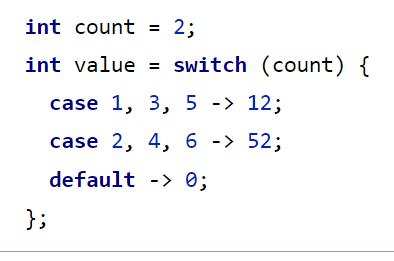 int count = 2;
int value = switch (count) {
  case 1, 3, 5 -> 12;
  case 2, 4, 6 -> 52;
  default -> 0;
};